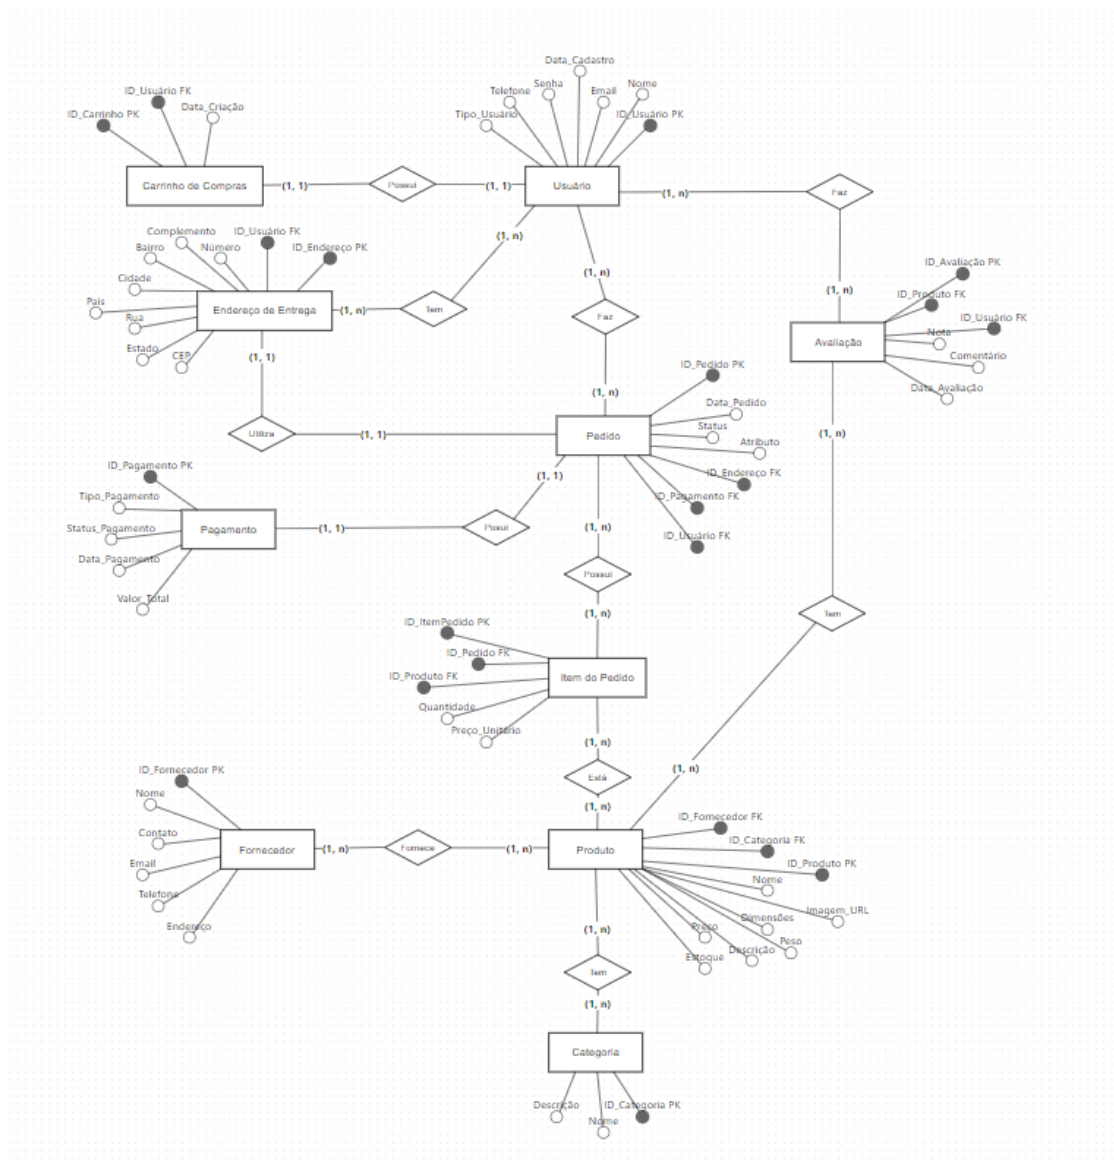 Data_Cadastro
ID_Usuário FK
Telefone
Senha
Email
Nome
ID_Carrinho PK
Data_Criação
Tipo_Usuário
ID_Usuário PK
Carrinho de Compras
(1, 1)
Possui
(1, 1)
Usuário
(1, n)
Faz
Complemento
ID_Usuário FK
(1, n)
Bairro
Número
ID_Endereço PK
ID_Avaliação PK
Cidade
(1, n)
(1, n)
ID_Produto FK
País
Endereço de Entrega
(1, n)
Tem
Faz
ID_Usuário FK
Rua
Nota
Estado
CEP
(1, 1)
Avaliação
Comentário
ID_Pedido PK
Data_Avaliação
(1, n)
Data_Pedido
Status
Utiliza
(1, 1)
Pedido
Atributo
(1, n)
ID_Pagamento PK
(1, 1)
ID_Endereço FK
Tipo_Pagamento
ID_Pagamento FK
Status_Pagamento
Pagamento
(1, 1)
Possui
(1, n)
ID_Usuário FK
Data_Pagamento
Possui
Valor_Total
(1, n)
Tem
ID_ItemPedido PK
ID_Pedido FK
ID_Produto FK
Item do Pedido
Quantidade
Preço_Unitário
(1, n)
(1, n)
ID_Fornecedor PK
Está
Nome
(1, n)
ID_Fornecedor FK
Contato
ID_Categoria FK
Fornecedor
(1, n)
Fornece
(1, n)
Produto
Email
ID_Produto PK
Nome
Telefone
Imagem_URL
Dimensões
Endereço
(1, n)
Preço
Peso
Descrição
Estoque
Tem
(1, n)
Categoria
Descrição
ID_Categoria PK
Nome